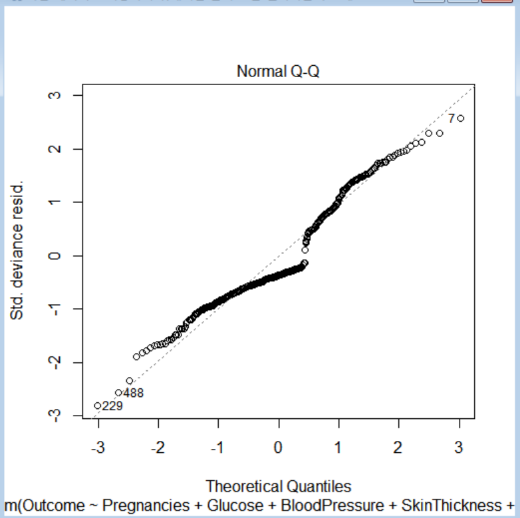 Normal Q-Q
Std. deviance resid.
3
2
1
0
-1
-2
-3
7
488
229
-3 -2 -1 0 1 2 3
Theoretical Quantiles
m(Outcome ~ Pregnancies + Glucose + BloodPressure + SkinThickness +